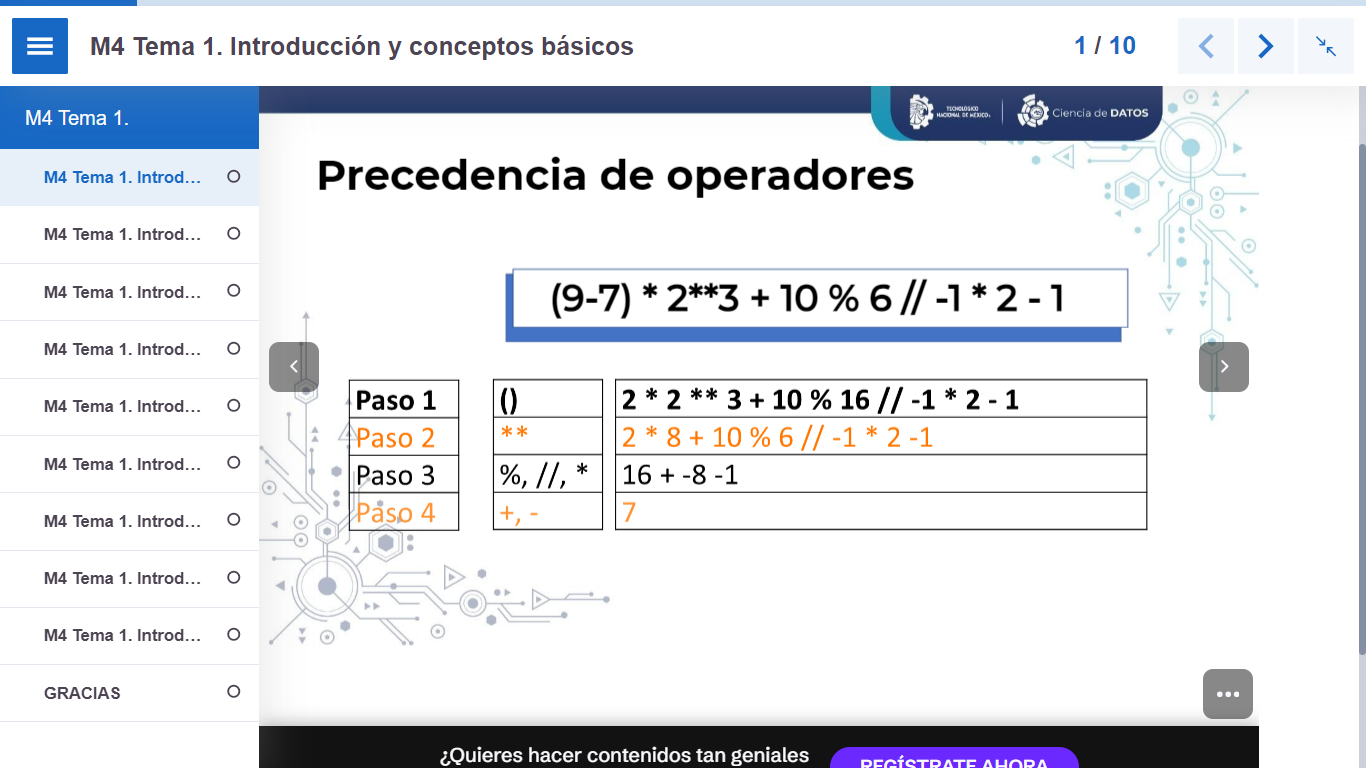 M4 Tema 1. Introducción y conceptos básicos
1 / 10
M4 Tema 1.
M4 Tema 1. Introd...
M4 Tema 1. Introd...
M4 Tema 1. Introd...
M4 Tema 1. Introd...
M4 Tema 1. Introd...
M4 Tema 1. Introd...
M4 Tema 1. Introd...
M4 Tema 1. Introd...
M4 Tema 1. Introd...
GRACIAS
TECNOLÓGICO
NACIONAL DE MÉXICO
Ciencia de DATOS
Precedencia de operadores
(9-7) * 2**3 + 10 % 6 // -1 * 2 - 1
Paso 1 () 2 * 2 ** 3 + 10 % 16 // -1 * 2 - 1
Paso 2 ** 2 * 8 + 10 % 6 // -1 * 2 -1
Paso 3 %, //, * 16 + -8 -1
Paso 4 +, - 7
¿Quieres hacer contenidos tan geniales
REGÍSTRATE AHORA